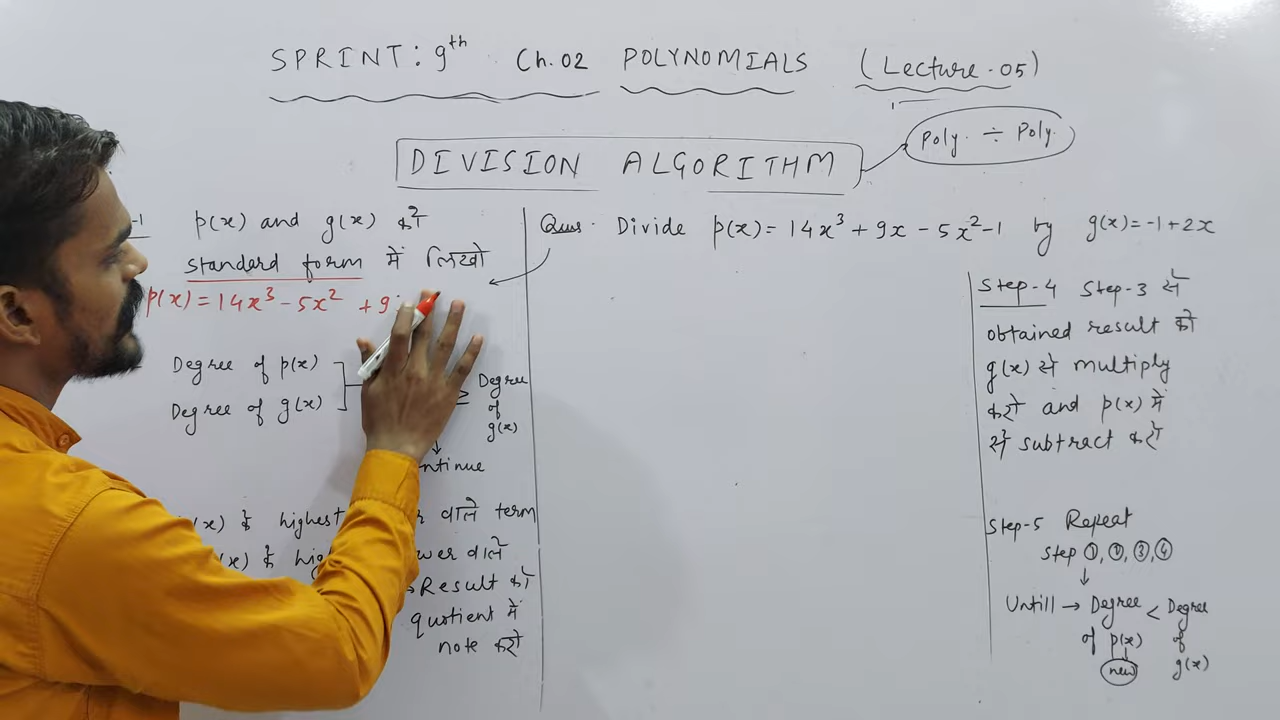 SPRINT: 9th Ch. 02 POLYNOMIALS (Lecture-05)
Poly. ÷ Poly.
DIVISION ALGORITHM
-1 p(x) and g(x) को
standard form में लिखो
p(x) = 14x³ - 5x² + 9
Degree of p(x)
Degree of g(x)
≥ Degree
of
g(x)
↓
ntinue
(x) के highest वाले term
(x) के hig wer वाले
→ Result को
quotient में
note करो
Ques. Divide p(x) = 14x³ + 9x - 5x² - 1 by g(x) = -1 + 2x
Step-4 Step-3 से
obtained result को
g(x) से multiply
करो and p(x) में
से subtract करो
Step-5 Repeat
Step ①, ②, ③, ④
↓
Untill → Degree < Degree
of p(x) of
↓
new g(x)